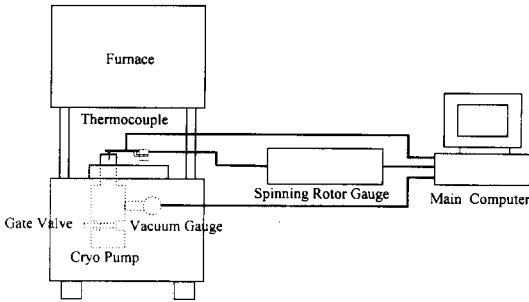 Furnace
Thermocouple
Spinning Rotor Gauge
Main Computer
Gate Valve
Vacuum Gauge
Cryo Pump